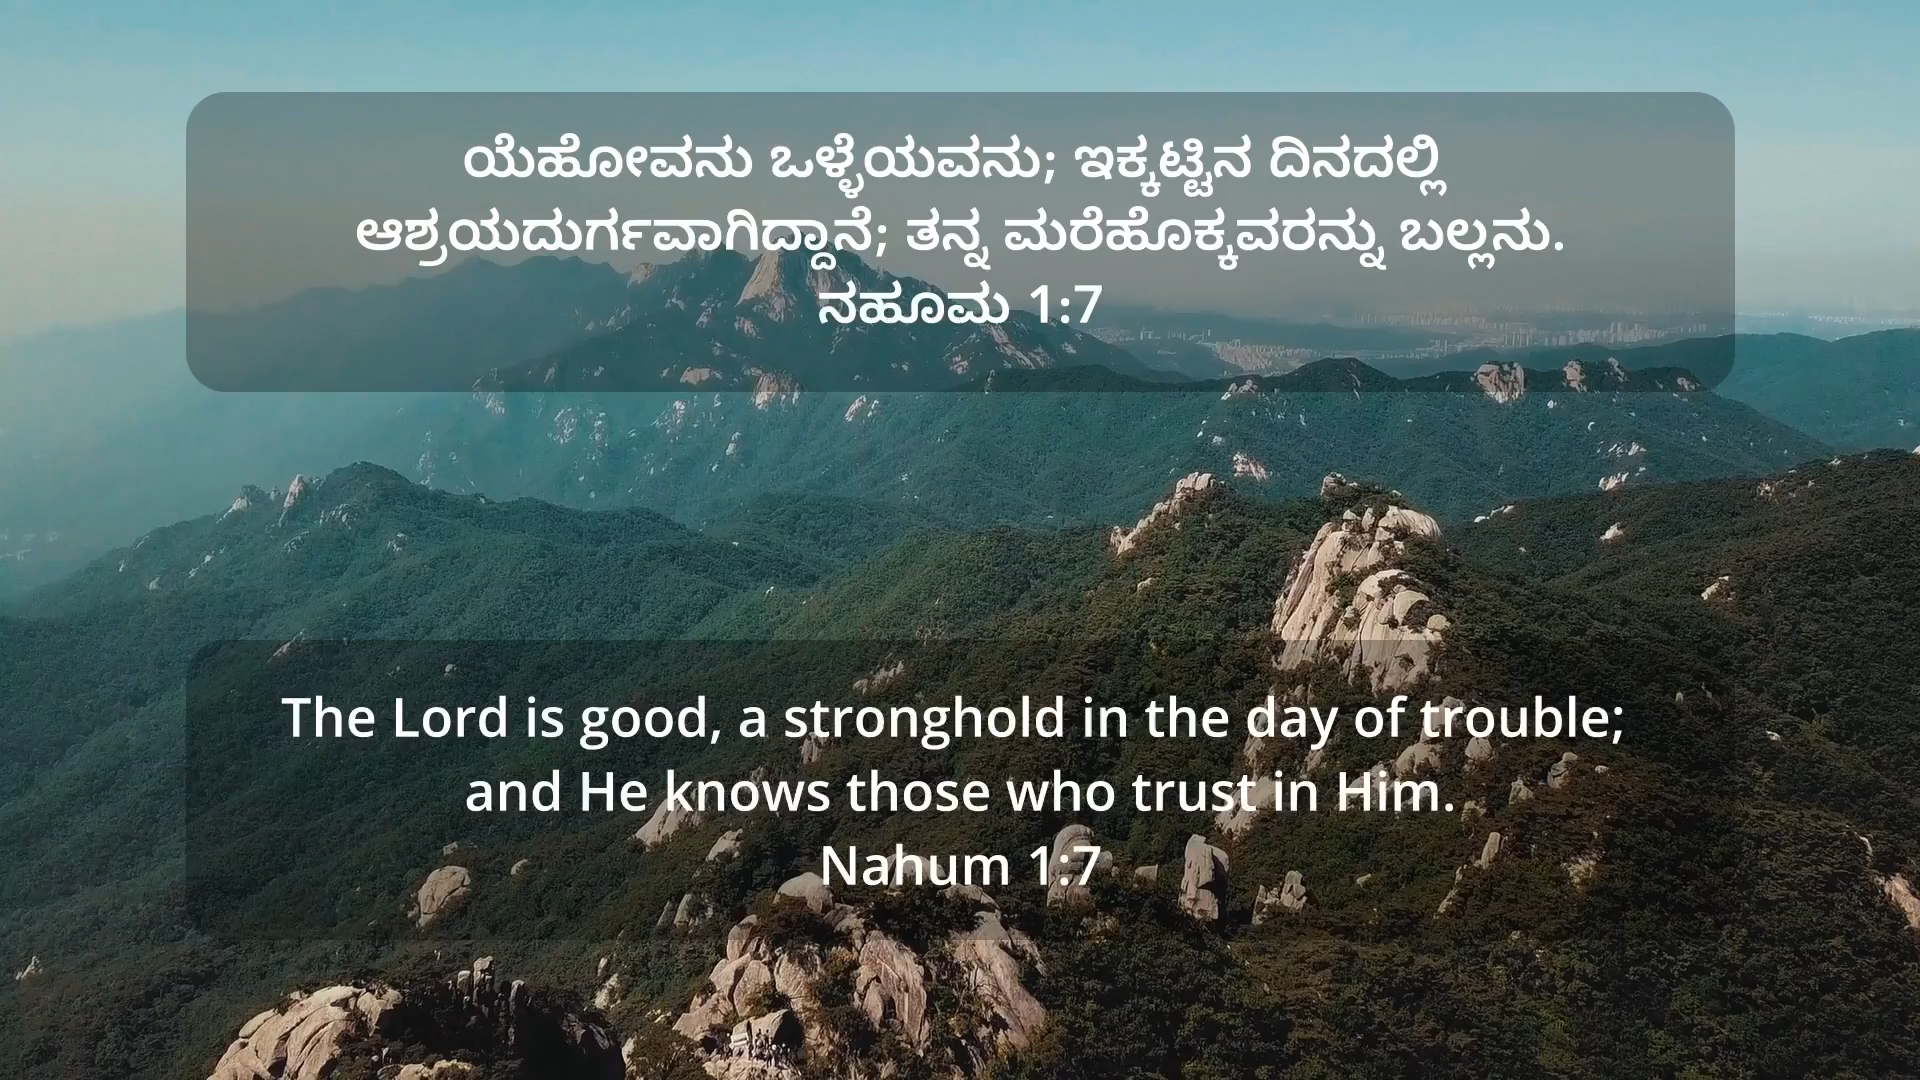 ಯೆಹೋವನು ಒಳ್ಳೆಯವನು; ಇಕ್ಕಟ್ಟಿನ ದಿನದಲ್ಲಿ
ಆಶ್ರಯದುರ್ಗವಾಗಿದ್ದಾನೆ; ತನ್ನ ಮರೆಹೊಕ್ಕವರನ್ನು ಬಲ್ಲನು.
ನಹೂಮ 1:7
The Lord is good, a stronghold in the day of trouble;
and He knows those who trust in Him.
Nahum 1:7